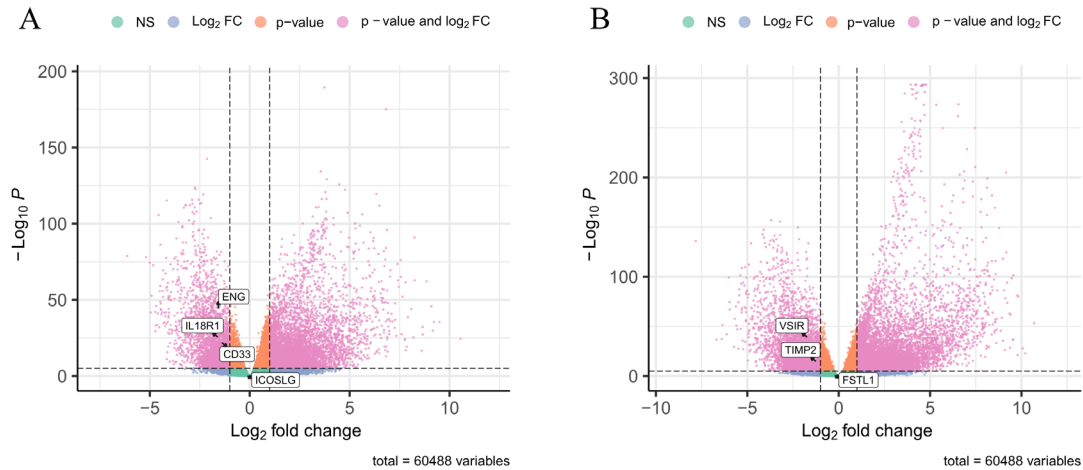 A
NS Log₂ FC p−value p − value and log₂ FC
200
150
100
50
0
−Log₁₀ P
ENG
IL18R1
CD33
ICOSLG
−5 0 5 10
Log₂ fold change
total = 60488 variables
B
NS Log₂ FC p−value p − value and log₂ FC
300
200
100
0
−Log₁₀ P
VSIR
TIMP2
FSTL1
−10 −5 0 5 10
Log₂ fold change
total = 60488 variables